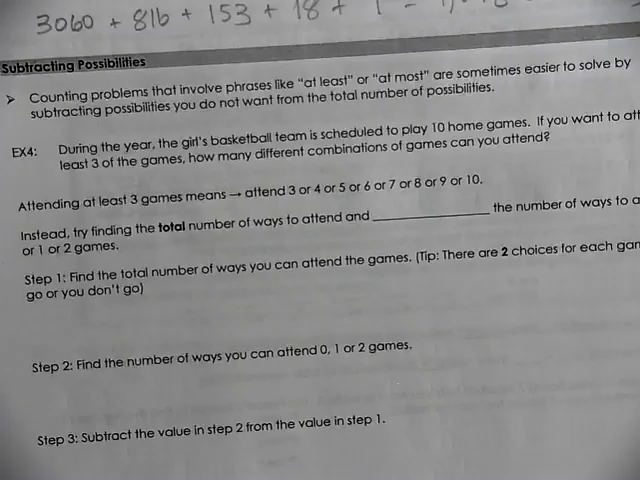 3060 + 816 + 153 + 18 + 1 =
Subtracting Possibilities
➤ Counting problems that involve phrases like "at least" or "at most" are sometimes easier to solve by
subtracting possibilities you do not want from the total number of possibilities.
EX4: During the year, the girl's basketball team is scheduled to play 10 home games. If you want to
least 3 of the games, how many different combinations of games can you attend?
Attending at least 3 games means → attend 3 or 4 or 5 or 6 or 7 or 8 or 9 or 10.
Instead, try finding the total number of ways to attend and ____________ the number of ways to
or 1 or 2 games.
Step 1: Find the total number of ways you can attend the games. (Tip: There are 2 choices for each
go or you don't go)
Step 2: Find the number of ways you can attend 0, 1 or 2 games.
Step 3: Subtract the value in step 2 from the value in step 1.